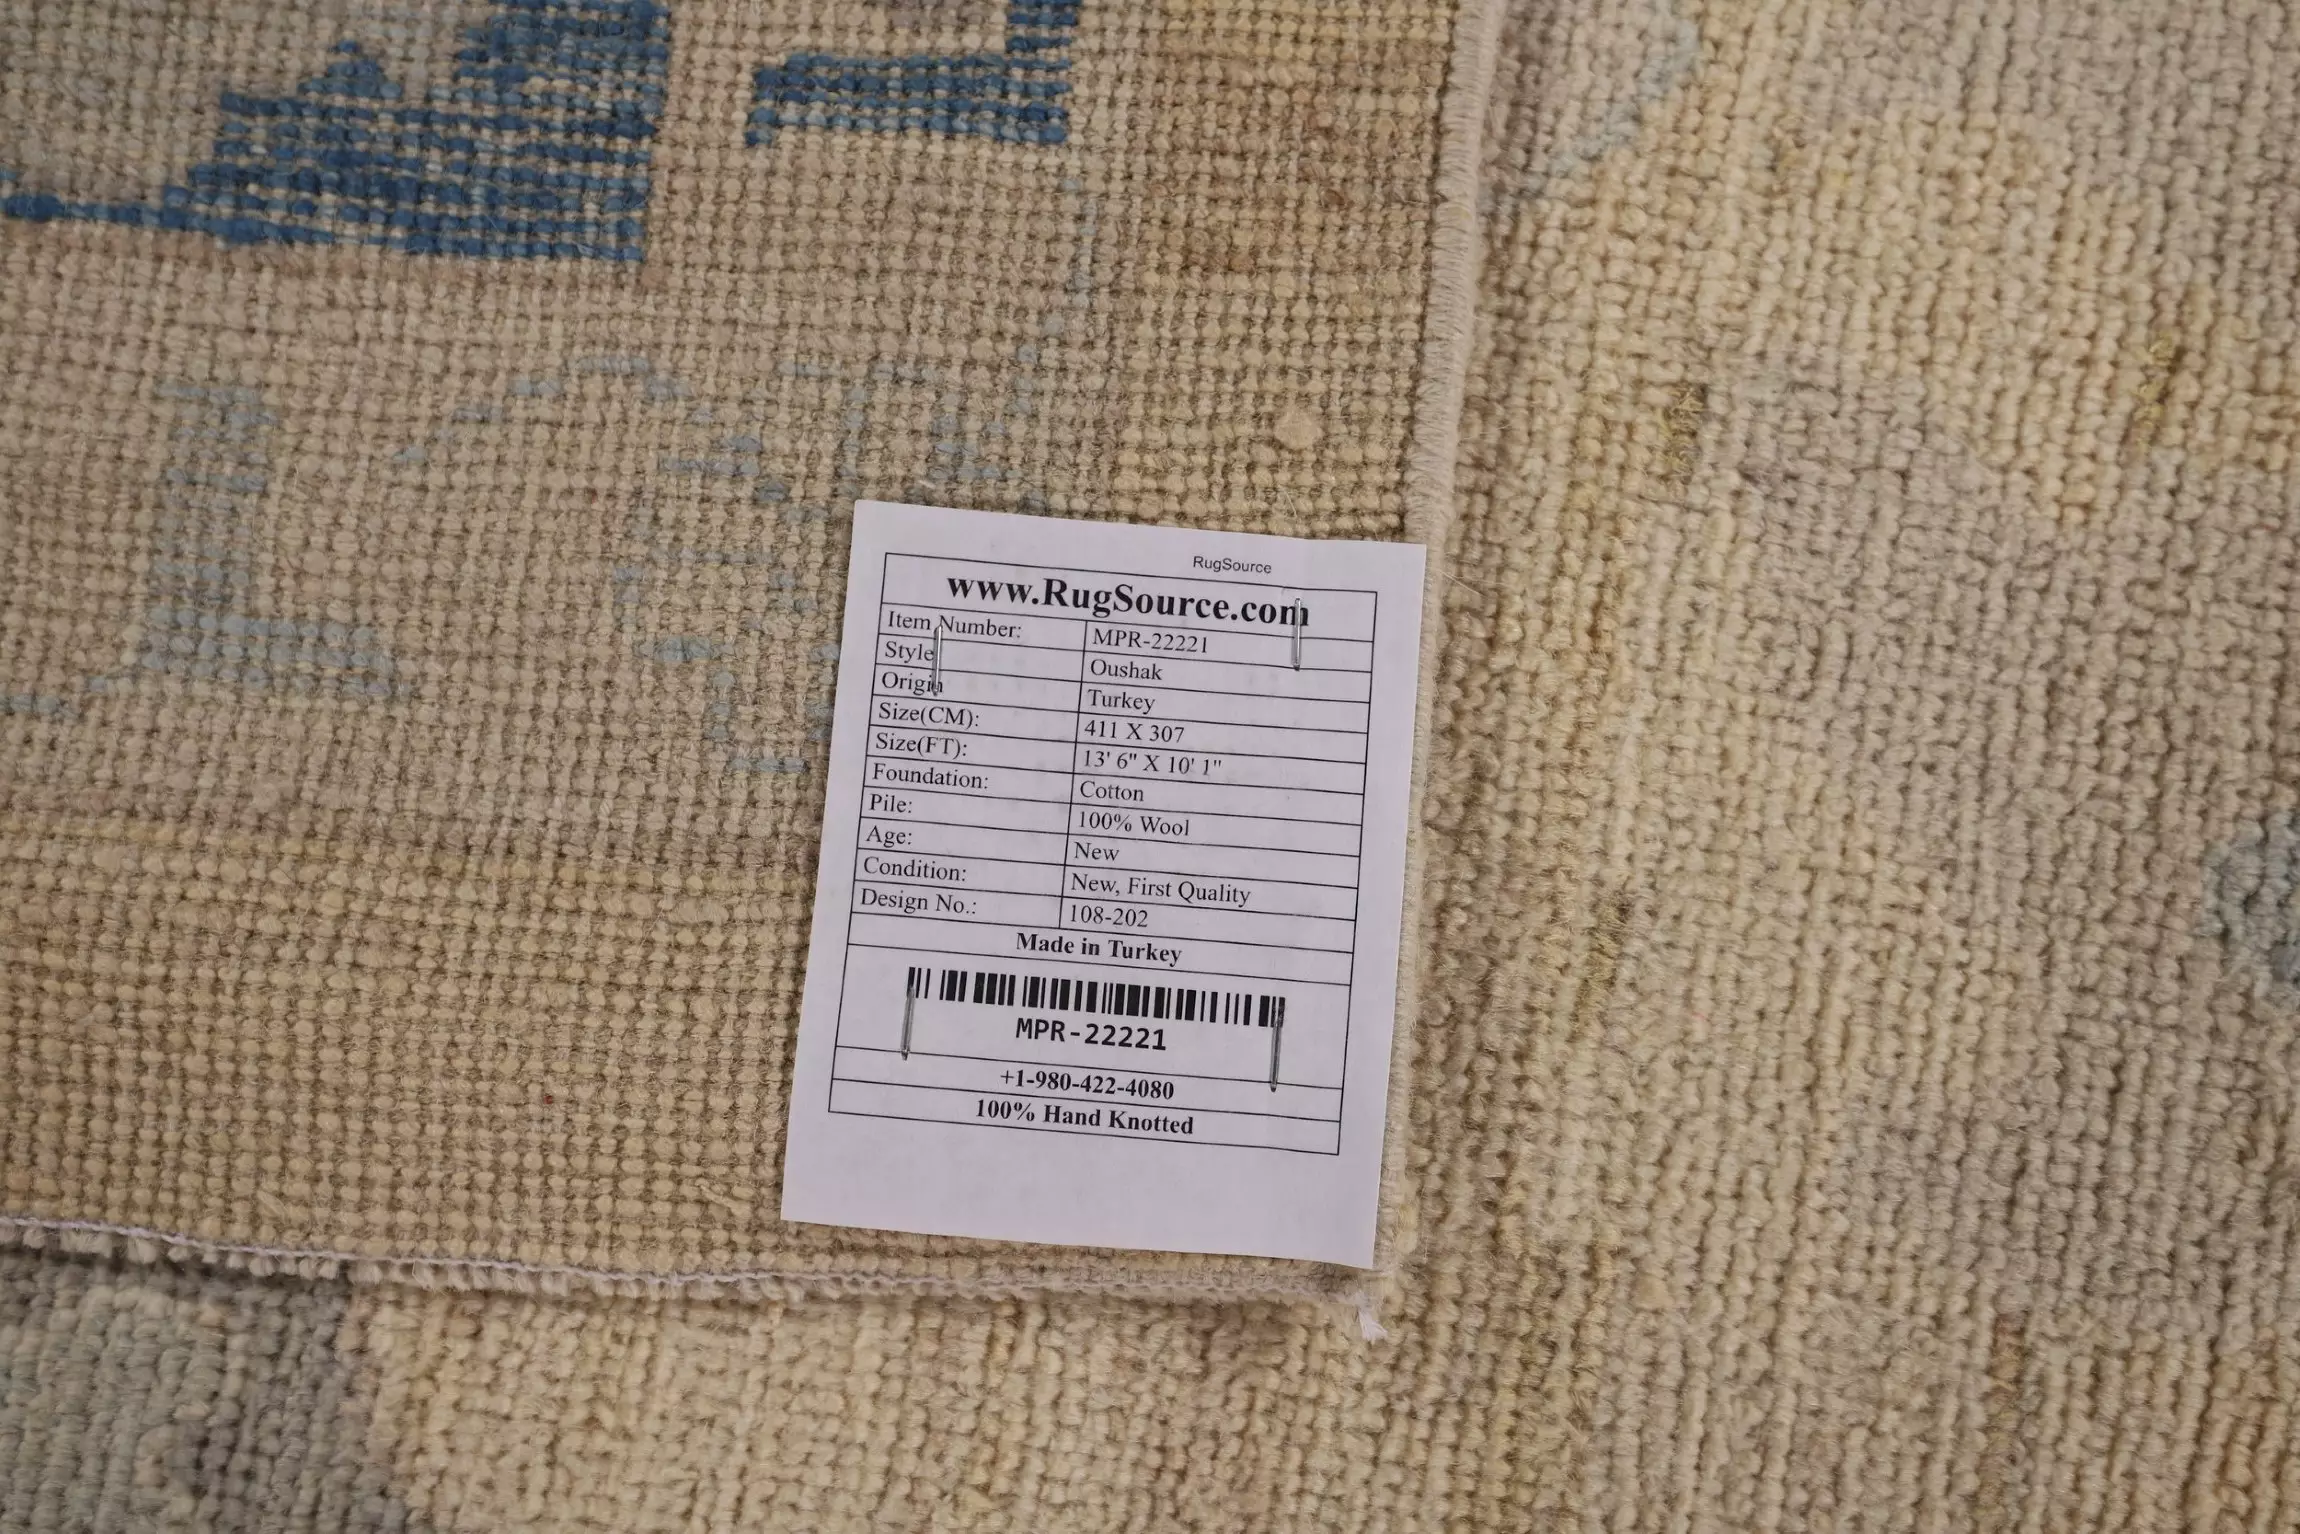 RugSource
www.RugSource.com
Item Number: MPR-22221
Style Oushak
Origin Turkey
Size(CM): 411 X 307
Size(FT): 13' 6" X 10' 1"
Foundation: Cotton
Pile: 100% Wool
Age: New
Condition: New, First Quality
Design No.: 108-202
Made in Turkey
MPR-22221
+1-980-422-4080
100% Hand Knotted